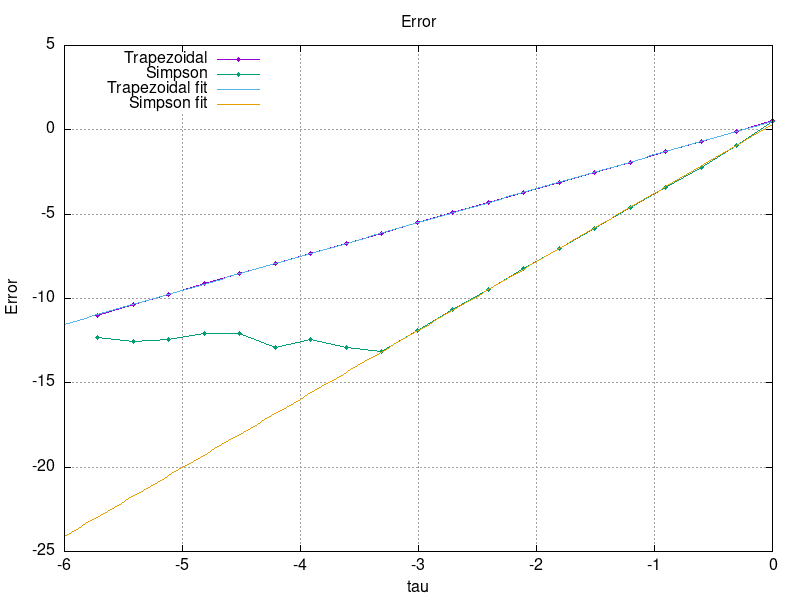 Error
Trapezoidal
Simpson
Trapezoidal fit
Simpson fit
5
0
-5
-10
-15
-20
-25
Error
-6 -5 -4 -3 -2 -1 0
tau